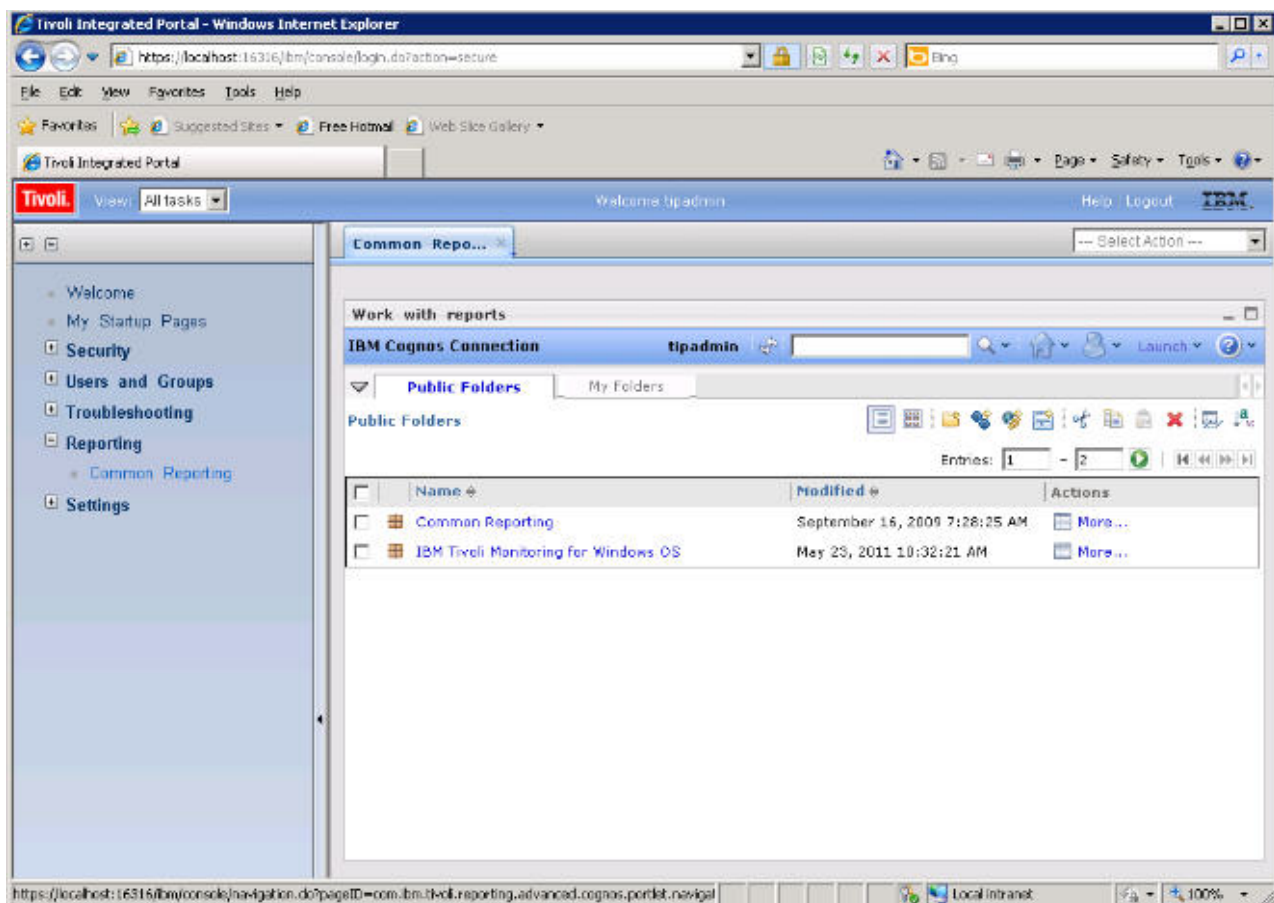 Tivoli Integrated Portal - Windows Internet Explorer
https://localhost:16316/ibm/console/login.do?action=secure
Bing
File Edit View Favorites Tools Help
Favorites Suggested Sites Free Hotmail Web Slice Gallery
Tivoli Integrated Portal
Page Safety Tools
Tivoli. View: All tasks Welcome tipadmin Help Logout IBM.
Common Repo... --- Select Action ---
Welcome
My Startup Pages
Security
Users and Groups
Troubleshooting
Reporting
Common Reporting
Settings
Work with reports
IBM Cognos Connection tipadmin Launch
Public Folders My Folders
Public Folders
Entries: 1 - 2
Name Modified Actions
Common Reporting September 16, 2009 7:28:25 AM More...
IBM Tivoli Monitoring for Windows OS May 23, 2011 10:32:21 AM More...
https://localhost:16316/ibm/console/navigation.do?pageID=com.ibm.tivoli.reporting.advanced.cognos.portlet.navigat Local intranet 100%